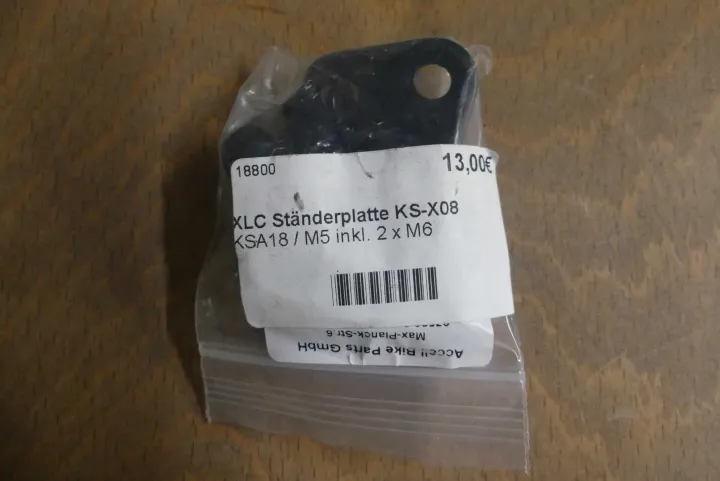 18800 13,00€
XLC Ständerplatte KS-X08
KSA18 / M5 inkl. 2 x M6
Accell Bike Parts GmbH
Max-Planck-Str.6